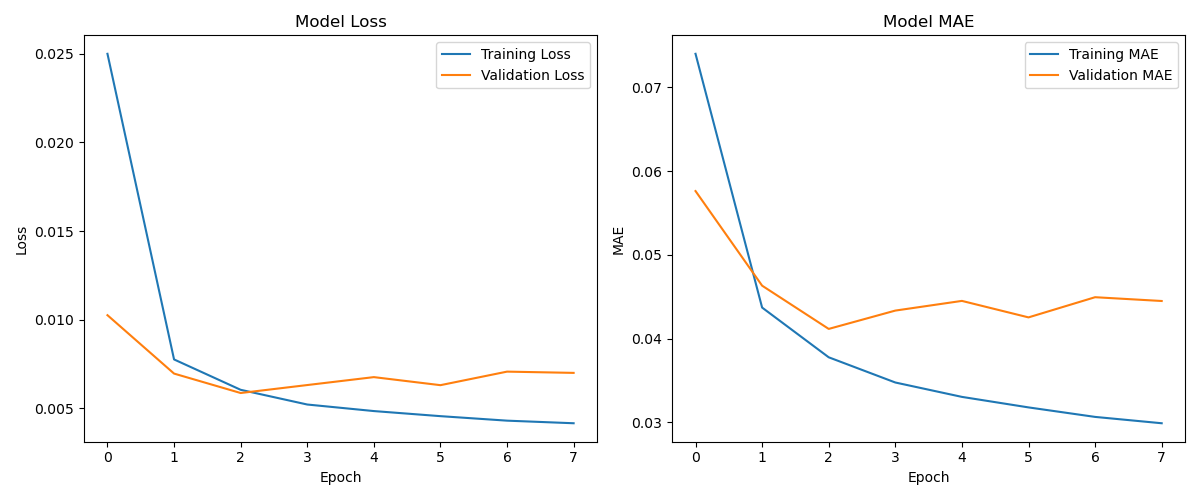 Model Loss
Training Loss
Validation Loss
0.025
0.020
0.015
0.010
0.005
Loss
0 1 2 3 4 5 6 7
Epoch
Model MAE
Training MAE
Validation MAE
0.07
0.06
0.05
0.04
0.03
MAE
0 1 2 3 4 5 6 7
Epoch